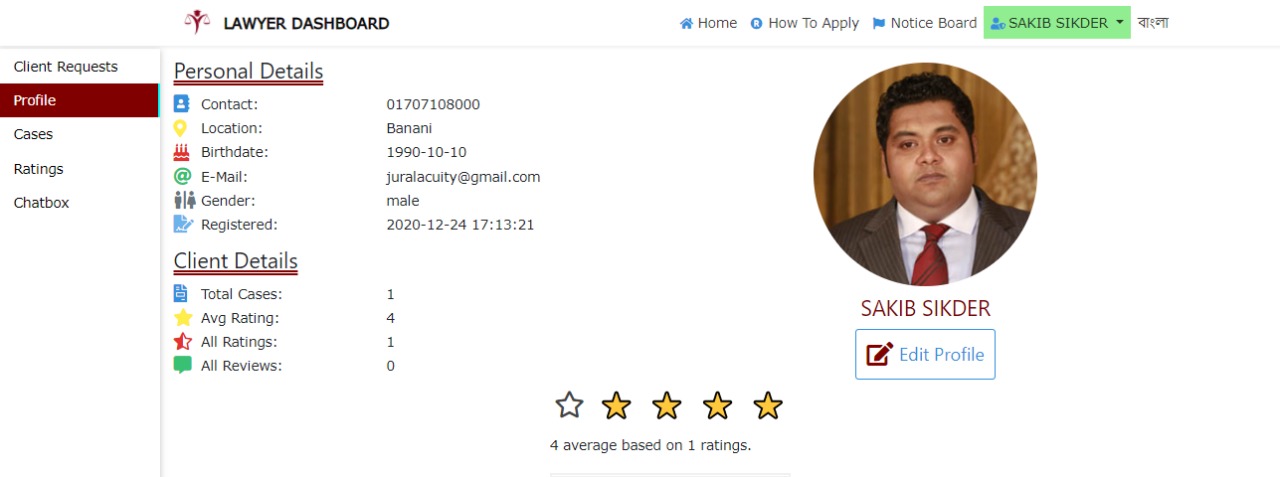 LAWYER DASHBOARD
Home How To Apply Notice Board SAKIB SIKDER বাংলা
Client Requests
Profile
Cases
Ratings
Chatbox
Personal Details
Contact: 01707108000
Location: Banani
Birthdate: 1990-10-10
E-Mail: juralacuity@gmail.com
Gender: male
Registered: 2020-12-24 17:13:21
Client Details
Total Cases: 1
Avg Rating: 4
All Ratings: 1
All Reviews: 0
SAKIB SIKDER
Edit Profile
4 average based on 1 ratings.